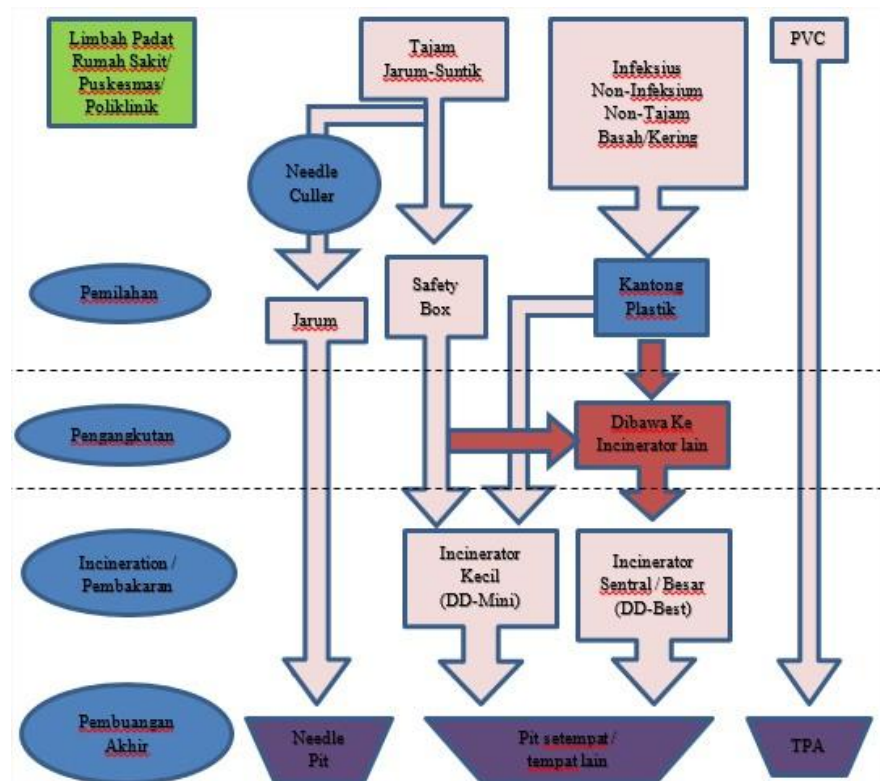 Limbah Padat
Rumah Sakit/
Puskesmas/
Poliklinik
Tajam
Jarum-Suntik
Infeksius
Non-Infeksium
Non-Tajam
Basah/Kering
PVC
Needle
Culler
Pemilahan
Jarum
Safety
Box
Kantong
Plastik
Pengangkutan
Dibawa Ke
Incinerator lain
Incineration /
Pembakaran
Incinerator
Kecil
(DD-Mini)
Incinerator
Sentral / Besar
(DD-Best)
Pembuangan
Akhir
Needle
Pit
Pit setempat /
tempat lain
TPA